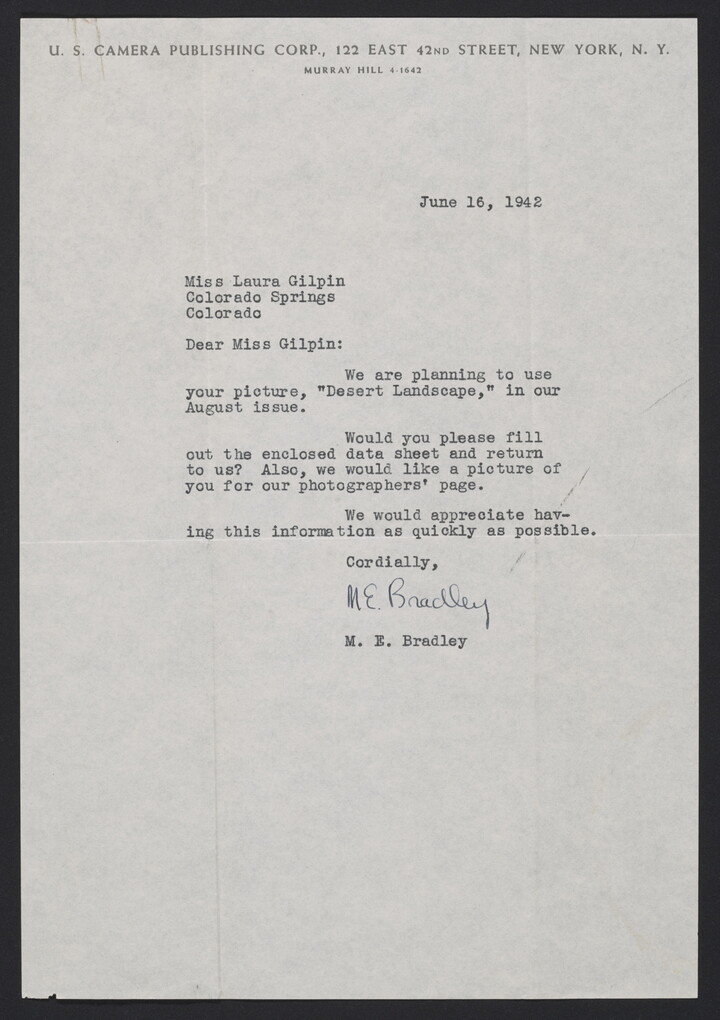 U. S. CAMERA PUBLISHING CORP., 122 EAST 42ND STREET, NEW YORK, N. Y.
MURRAY HILL 4-1642
June 16, 1942
Miss Laura Gilpin
Colorado Springs
Colorado
Dear Miss Gilpin:
We are planning to use
your picture, "Desert Landscape," in our
August issue.
Would you please fill
out the enclosed data sheet and return
to us? Also, we would like a picture of
you for our photographers' page.
We would appreciate hav-
ing this information as quickly as possible.
Cordially,
M.E. Bradley
M. E. Bradley